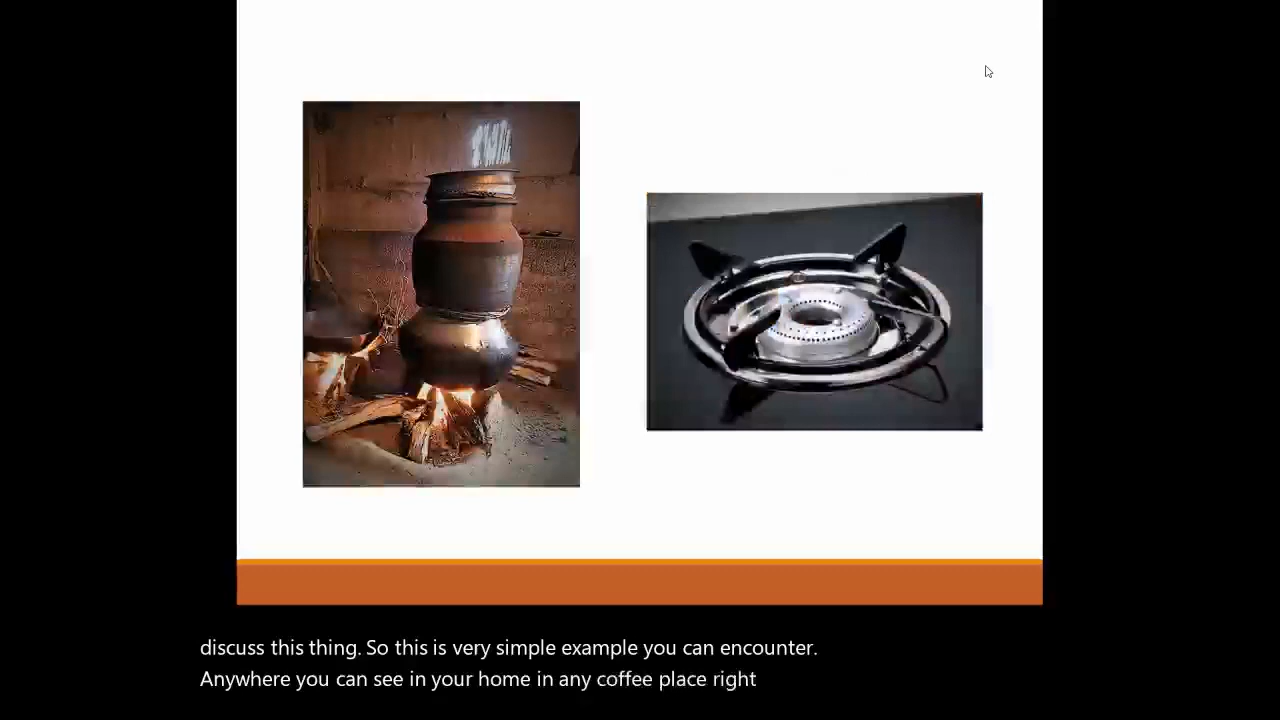 discuss this thing. So this is very simple example you can encounter.
Anywhere you can see in your home in any coffee place right